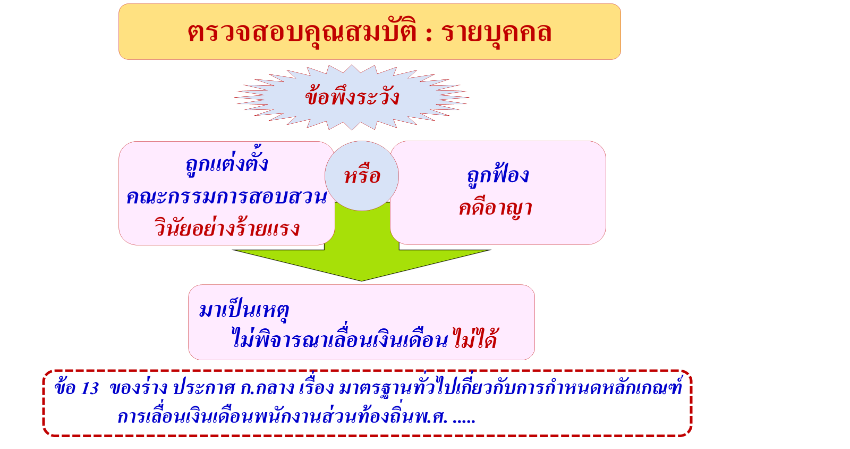 ตรวจสอบคุณสมบัติ : รายบุคคล
ข้อพึงระวัง
ถูกแต่งตั้ง
คณะกรรมการสอบสวน
วินัยอย่างร้ายแรง
หรือ
ถูกฟ้อง
คดีอาญา
มาเป็นเหตุ
ไม่พิจารณาเลื่อนเงินเดือน ไม่ได้
ข้อ 13 ของร่าง ประกาศ ก.กลาง เรื่อง มาตรฐานทั่วไปเกี่ยวกับการกำหนดหลักเกณฑ์
การเลื่อนเงินเดือนพนักงานส่วนท้องถิ่นพ.ศ. .....